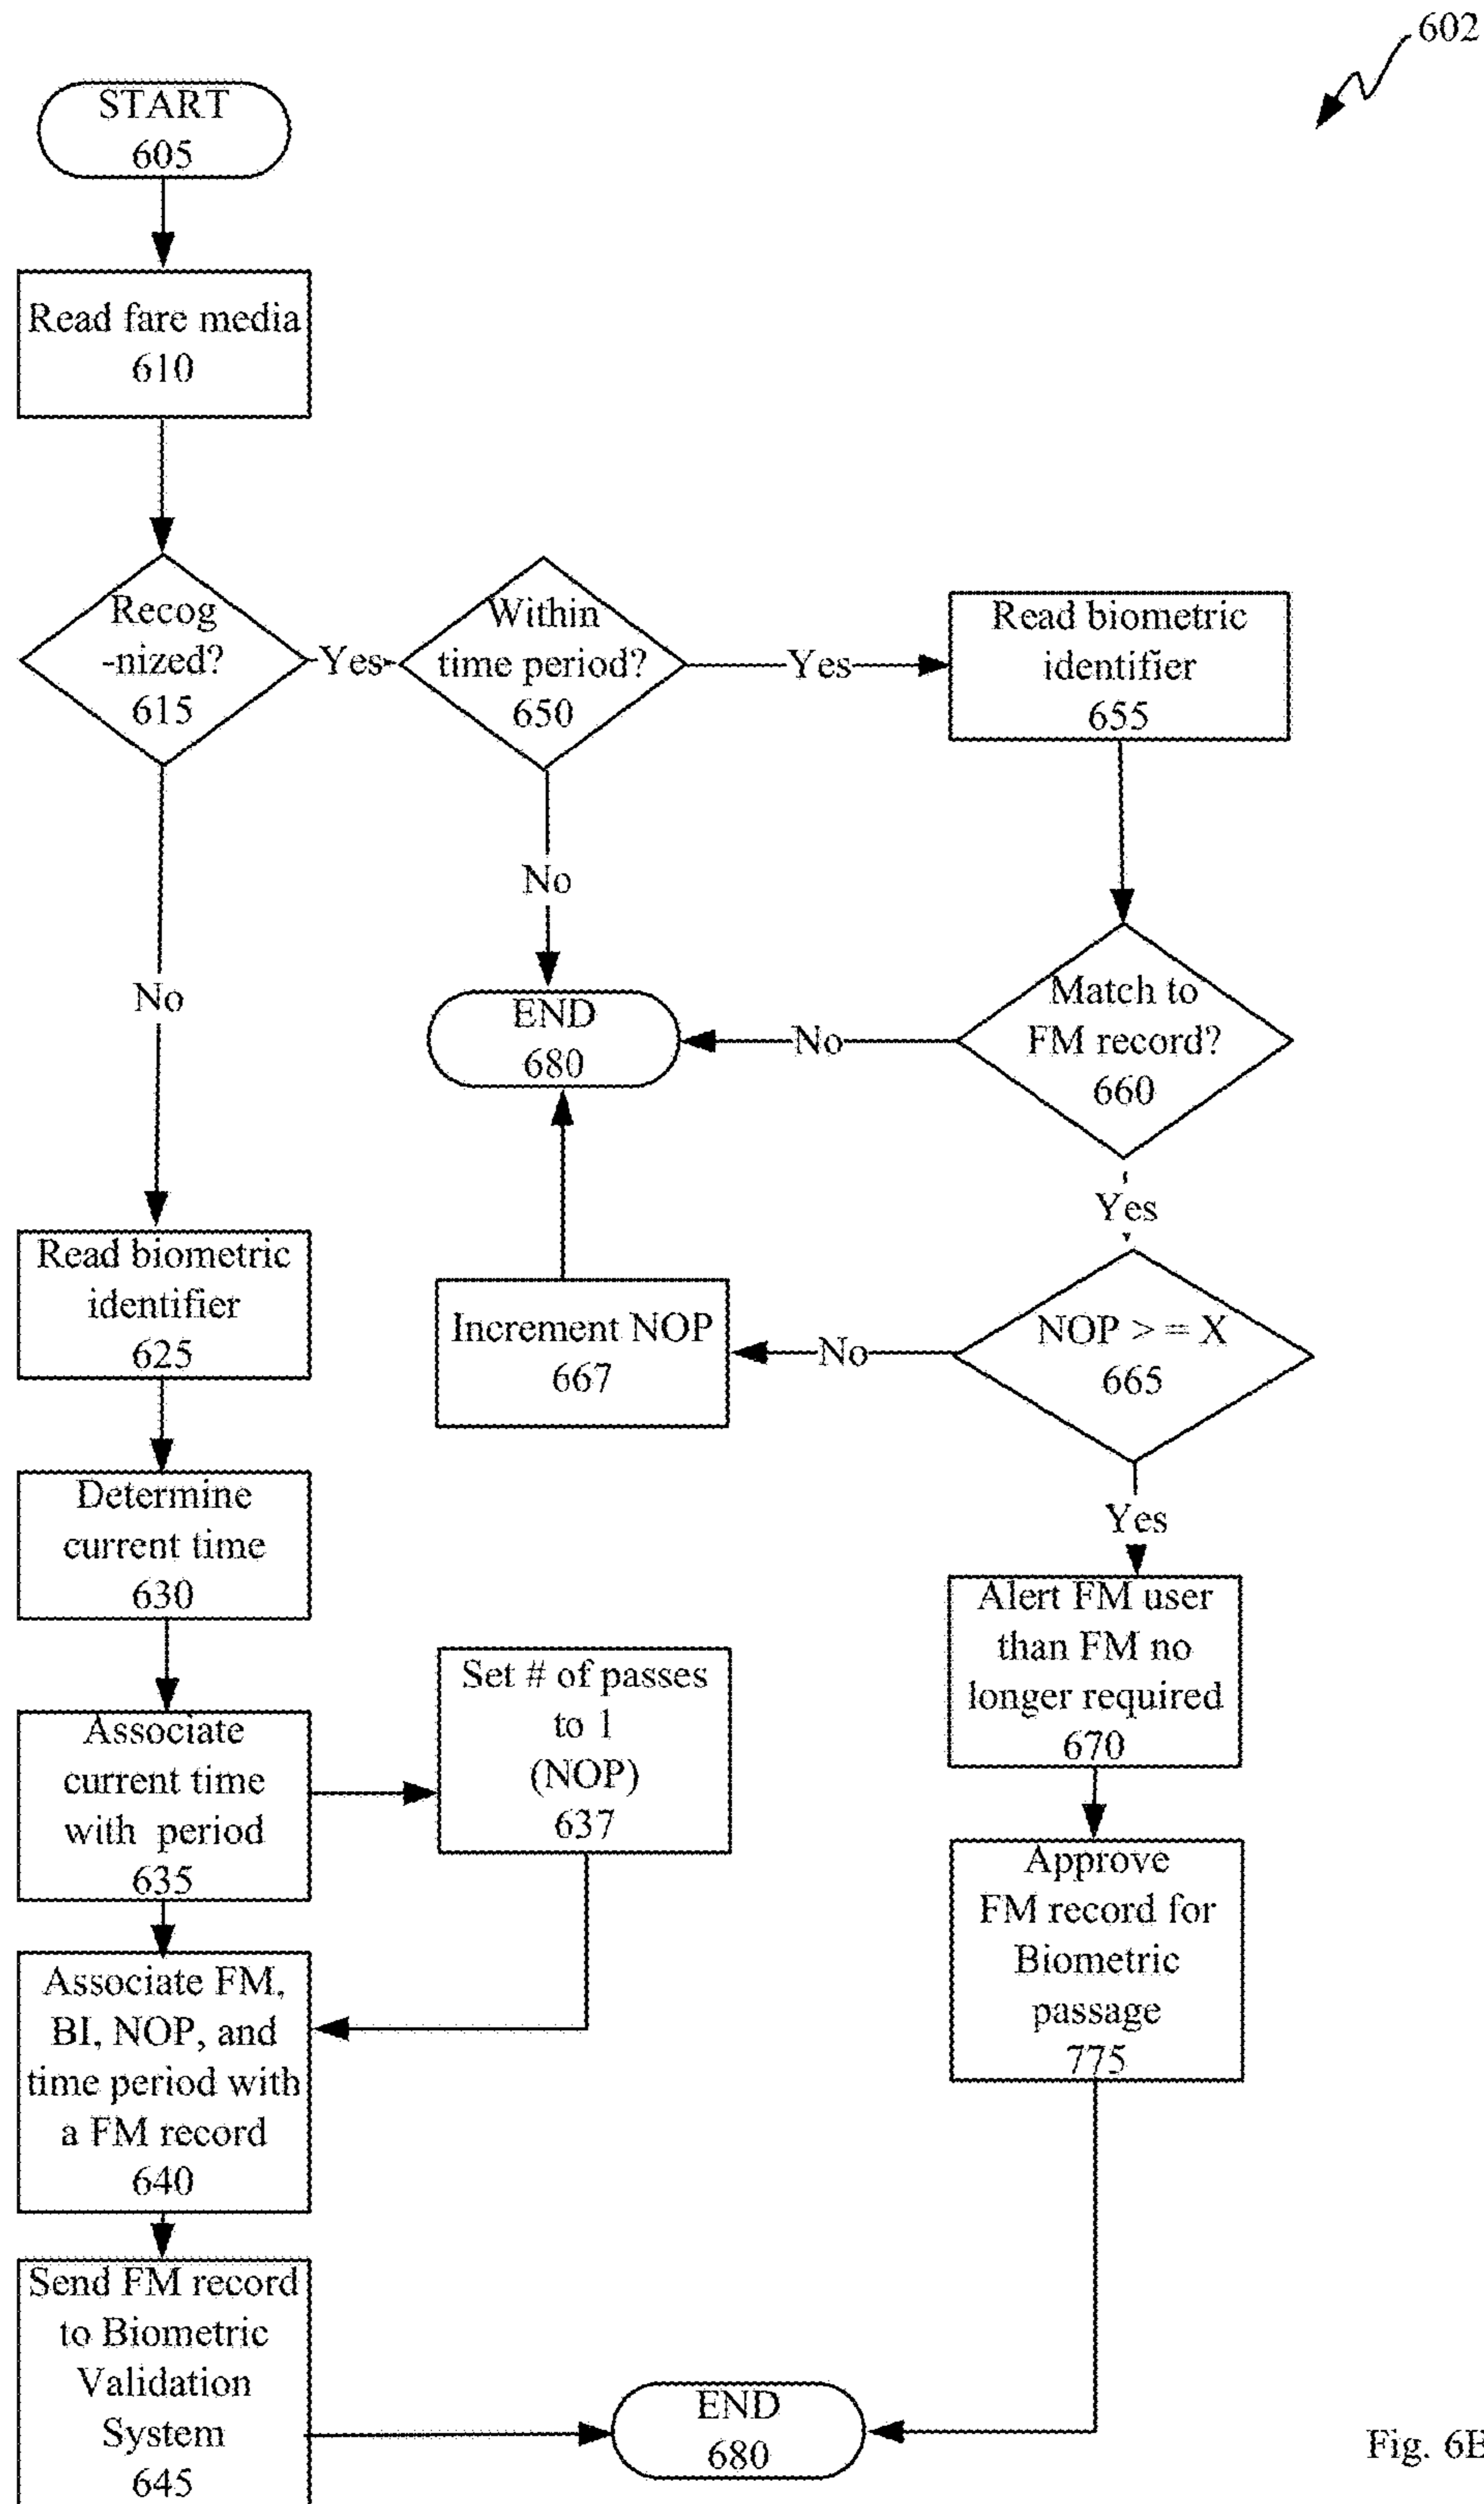 602
START
605
Read fare media
610
Recog
-nized?
615
Yes
Within
time period?
650
Yes
Read biometric
identifier
655
No
No
END
680
No
Match to
FM record?
660
Yes
Read biometric
identifier
625
Increment NOP
667
No
NOP > = X
665
Yes
Determine
current time
630
Alert FM user
than FM no
longer required
670
Associate
current time
with period
635
Set # of passes
to 1
(NOP)
637
Approve
FM record for
Biometric
passage
775
Associate FM,
BI, NOP, and
time period with
a FM record
640
Send FM record
to Biometric
Validation
System
645
END
680
Fig. 6B